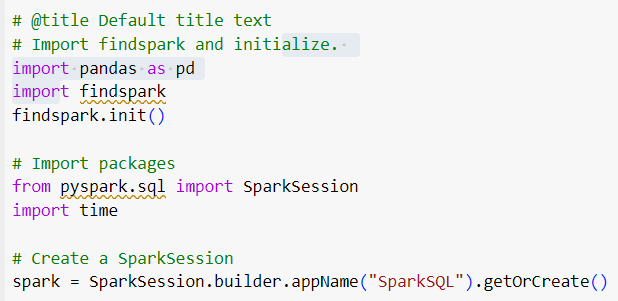 # @title Default title text
# Import findspark and initialize.
import pandas as pd
import findspark
findspark.init()

# Import packages
from pyspark.sql import SparkSession
import time

# Create a SparkSession
spark = SparkSession.builder.appName("SparkSQL").getOrCreate()